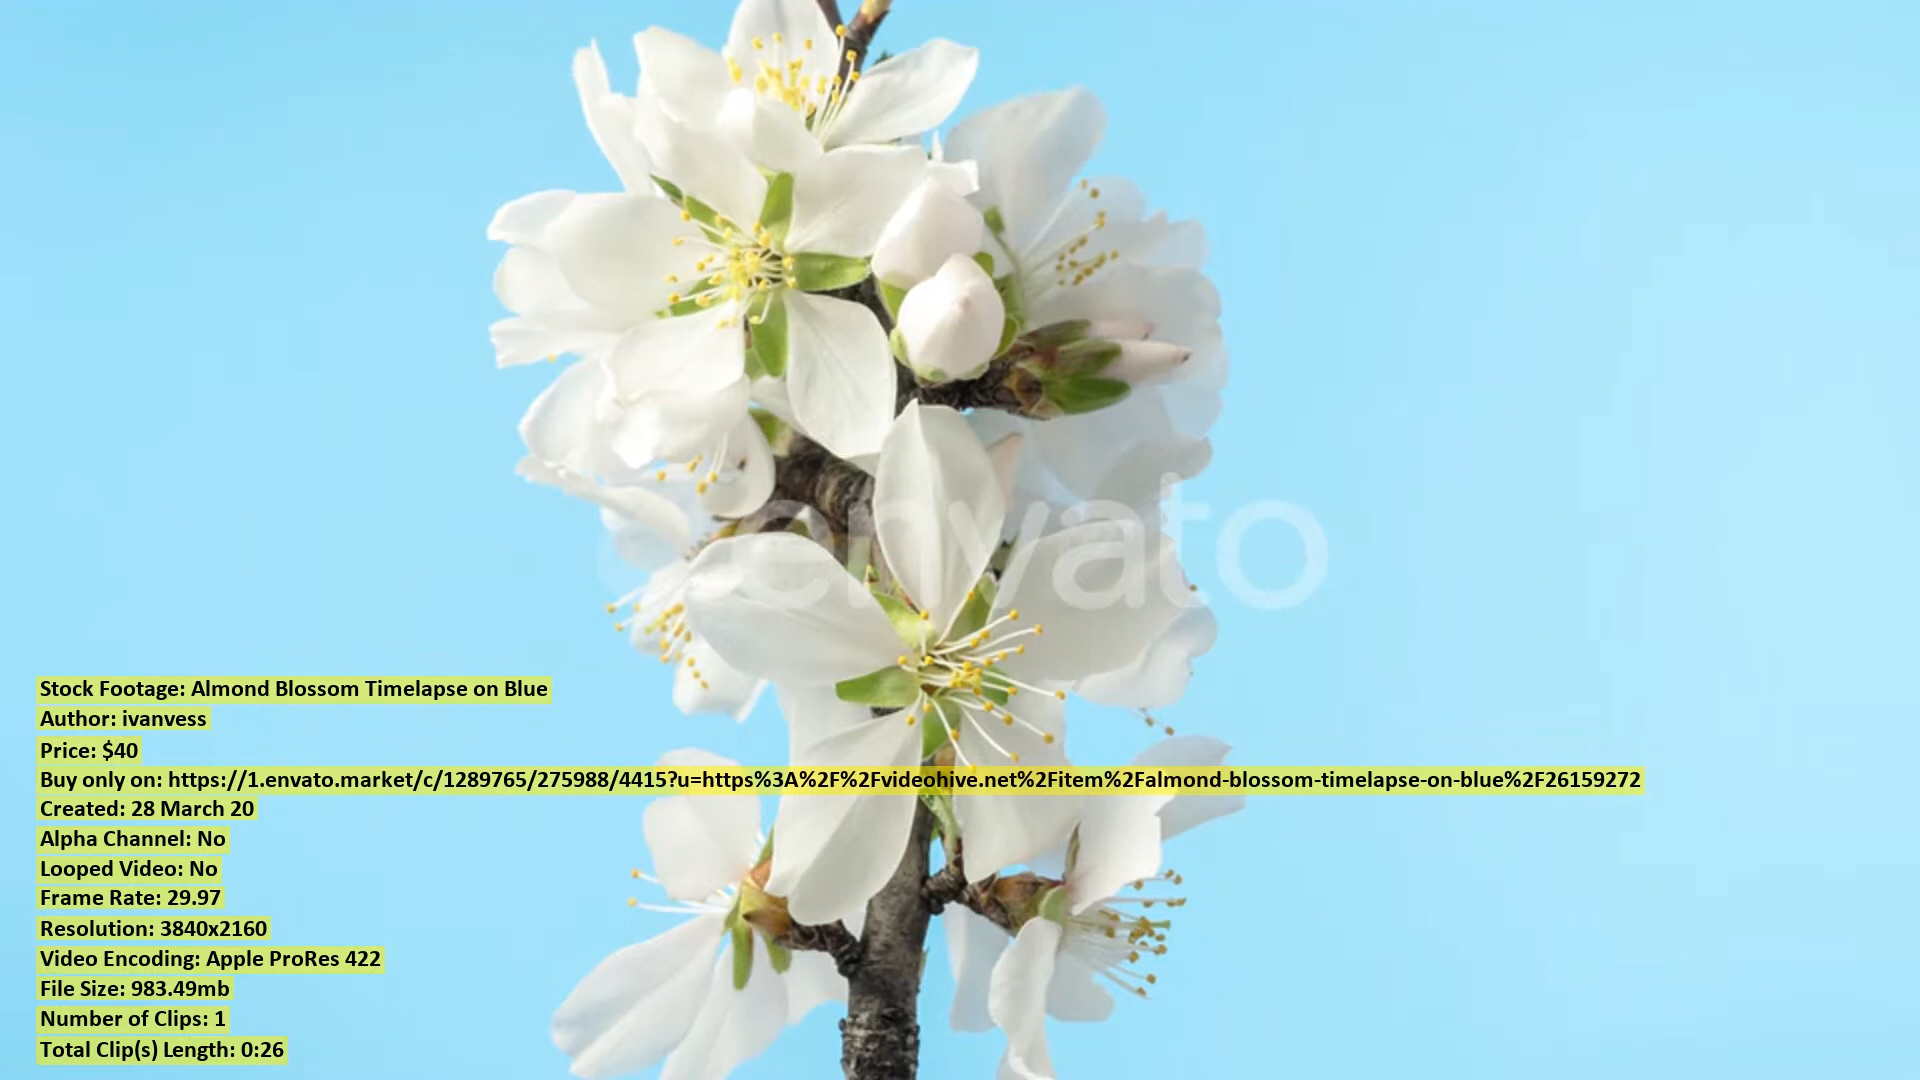 envato
Stock Footage: Almond Blossom Timelapse on Blue
Author: ivanvess
Price: $40
Buy only on: https://1.envato.market/c/1289765/275988/4415?u=https%3A%2F%2Fvideohive.net%2Fitem%2Falmond-blossom-timelapse-on-blue%2F26159272
Created: 28 March 20
Alpha Channel: No
Looped Video: No
Frame Rate: 29.97
Resolution: 3840x2160
Video Encoding: Apple ProRes 422
File Size: 983.49mb
Number of Clips: 1
Total Clip(s) Length: 0:26